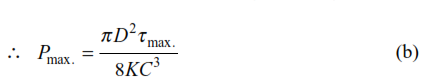 ∴ P_max. = πD²τ_max. / 8KC³ (b)